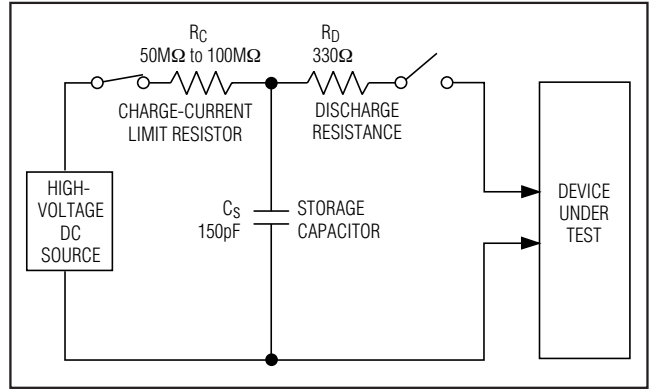 RC
50MΩ to 100MΩ
CHARGE-CURRENT
LIMIT RESISTOR
RD
330Ω
DISCHARGE
RESISTANCE
HIGH-
VOLTAGE
DC
SOURCE
CS
150pF
STORAGE
CAPACITOR
DEVICE
UNDER
TEST